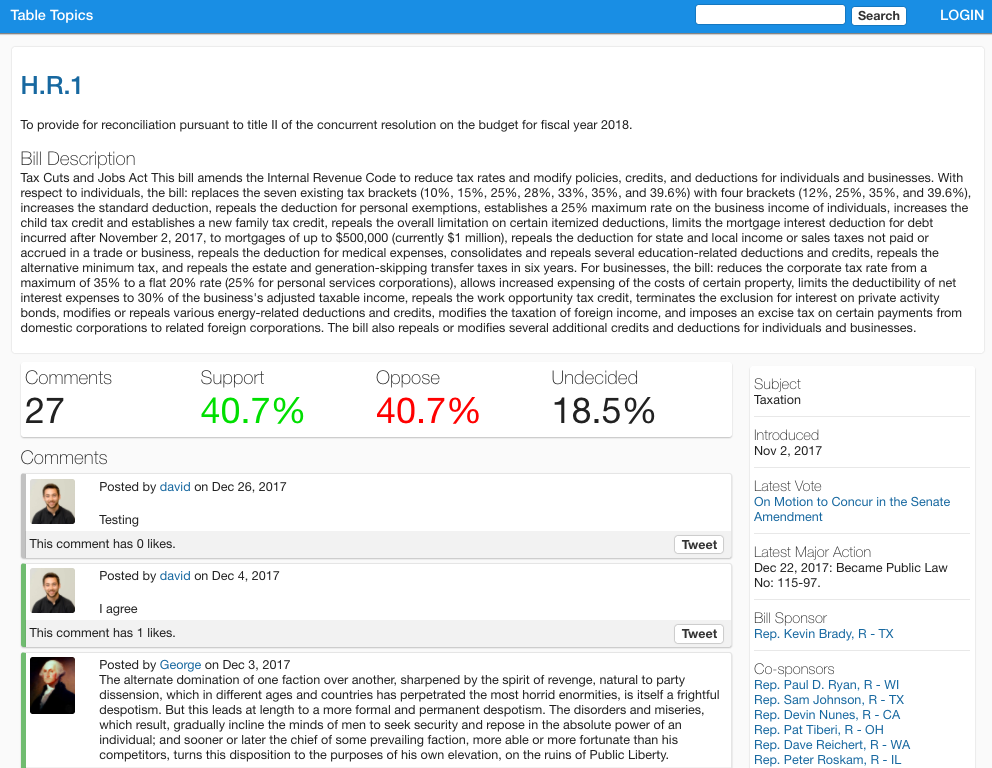 Table Topics
Search
LOGIN
H.R.1
To provide for reconciliation pursuant to title II of the concurrent resolution on the budget for fiscal year 2018.
Bill Description
Tax Cuts and Jobs Act This bill amends the Internal Revenue Code to reduce tax rates and modify policies, credits, and deductions for individuals and businesses. With
respect to individuals, the bill: replaces the seven existing tax brackets (10%, 15%, 25%, 28%, 33%, 35%, and 39.6%) with four brackets (12%, 25%, 35%, and 39.6%),
increases the standard deduction, repeals the deduction for personal exemptions, establishes a 25% maximum rate on the business income of individuals, increases the
child tax credit and establishes a new family tax credit, repeals the overall limitation on certain itemized deductions, limits the mortgage interest deduction for debt
incurred after November 2, 2017, to mortgages of up to $500,000 (currently $1 million), repeals the deduction for state and local income or sales taxes not paid or
accrued in a trade or business, repeals the deduction for medical expenses, consolidates and repeals several education-related deductions and credits, repeals the
alternative minimum tax, and repeals the estate and generation-skipping transfer taxes in six years. For businesses, the bill: reduces the corporate tax rate from a
maximum of 35% to a flat 20% rate (25% for personal services corporations), allows increased expensing of the costs of certain property, limits the deductibility of net
interest expenses to 30% of the business's adjusted taxable income, repeals the work opportunity tax credit, terminates the exclusion for interest on private activity
bonds, modifies or repeals various energy-related deductions and credits, modifies the taxation of foreign income, and imposes an excise tax on certain payments from
domestic corporations to related foreign corporations. The bill also repeals or modifies several additional credits and deductions for individuals and businesses.
Comments
27
Support
40.7%
Oppose
40.7%
Undecided
18.5%
Comments
Posted by david on Dec 26, 2017
Testing
This comment has 0 likes.
Tweet
Posted by david on Dec 4, 2017
I agree
This comment has 1 likes.
Tweet
Posted by George on Dec 3, 2017
The alternate domination of one faction over another, sharpened by the spirit of revenge, natural to party
dissension, which in different ages and countries has perpetrated the most horrid enormities, is itself a frightful
despotism. But this leads at length to a more formal and permanent despotism. The disorders and miseries,
which result, gradually incline the minds of men to seek security and repose in the absolute power of an
individual; and sooner or later the chief of some prevailing faction, more able or more fortunate than his
competitors, turns this disposition to the purposes of his own elevation, on the ruins of Public Liberty.
Subject
Taxation
Introduced
Nov 2, 2017
Latest Vote
On Motion to Concur in the Senate
Amendment
Latest Major Action
Dec 22, 2017: Became Public Law
No: 115-97.
Bill Sponsor
Rep. Kevin Brady, R - TX
Co-sponsors
Rep. Paul D. Ryan, R - WI
Rep. Sam Johnson, R - TX
Rep. Devin Nunes, R - CA
Rep. Pat Tiberi, R - OH
Rep. Dave Reichert, R - WA
Rep. Peter Roskam, R - IL